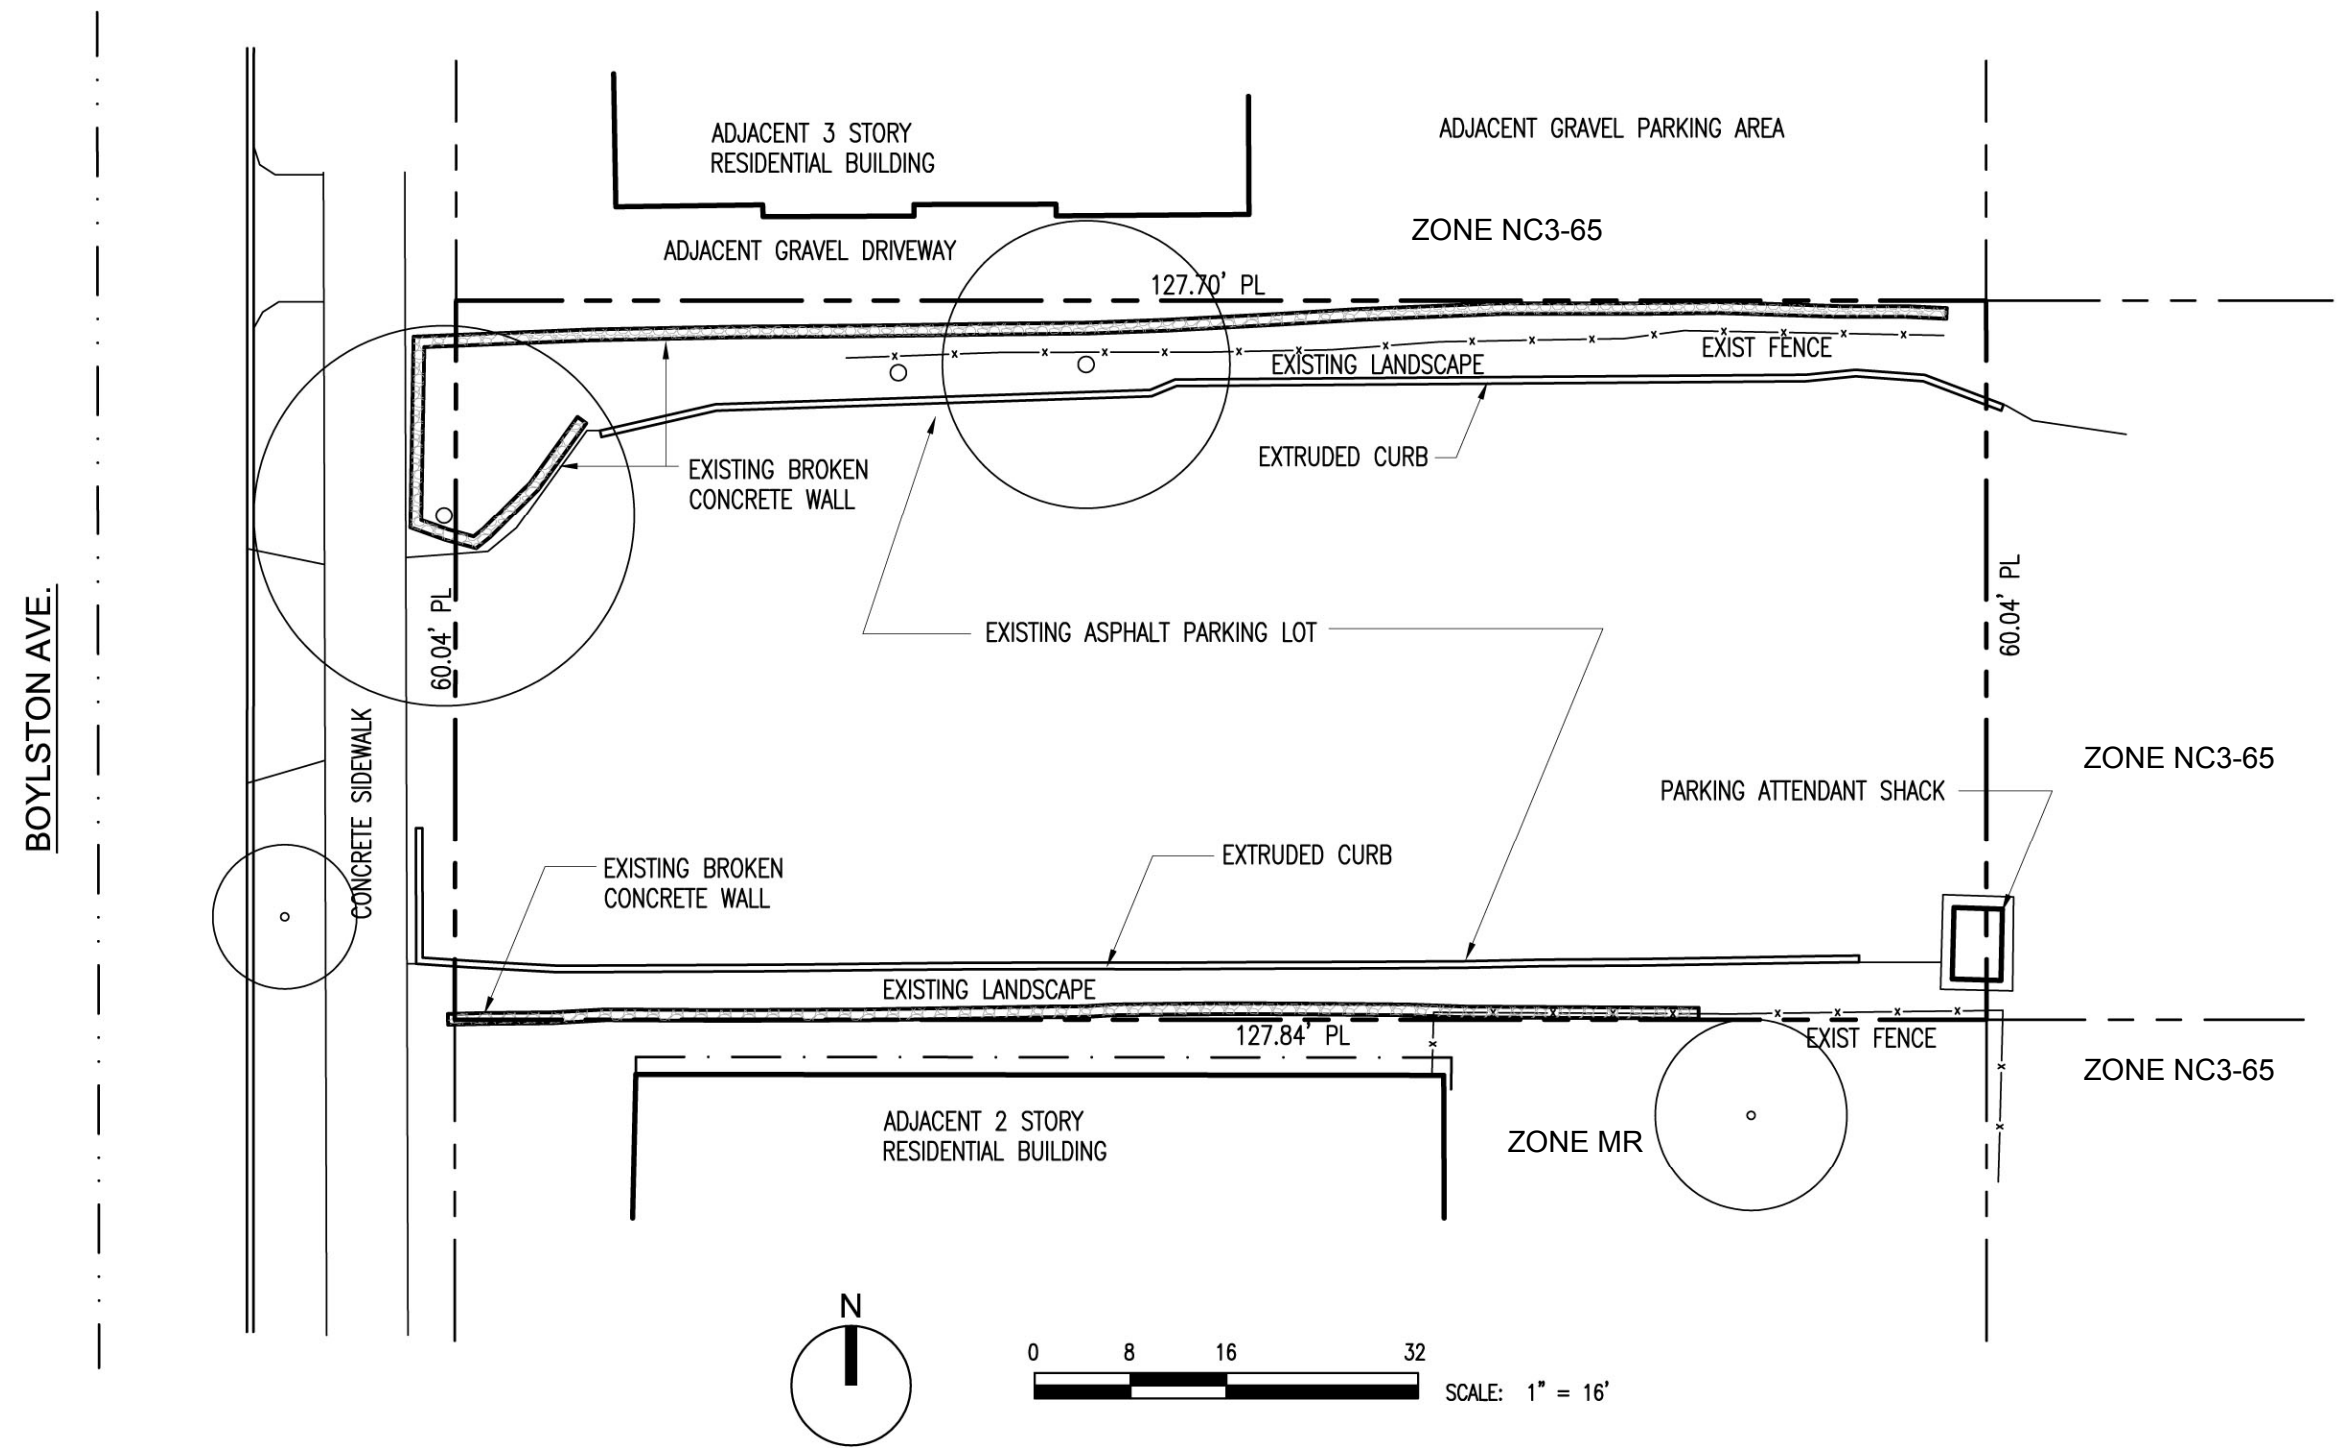 ADJACENT 3 STORY
RESIDENTIAL BUILDING
ADJACENT GRAVEL PARKING AREA
ZONE NC3-65
ADJACENT GRAVEL DRIVEWAY
127.70' PL
EXIST FENCE
EXISTING LANDSCAPE
EXTRUDED CURB
EXISTING BROKEN
CONCRETE WALL
60.04' PL
60.04' PL
EXISTING ASPHALT PARKING LOT
BOYLSTON AVE.
CONCRETE SIDEWALK
ZONE NC3-65
PARKING ATTENDANT SHACK
EXTRUDED CURB
EXISTING BROKEN
CONCRETE WALL
EXISTING LANDSCAPE
127.84' PL
EXIST FENCE
ZONE NC3-65
ADJACENT 2 STORY
RESIDENTIAL BUILDING
ZONE MR
N
0 8 16 32
SCALE: 1" = 16'